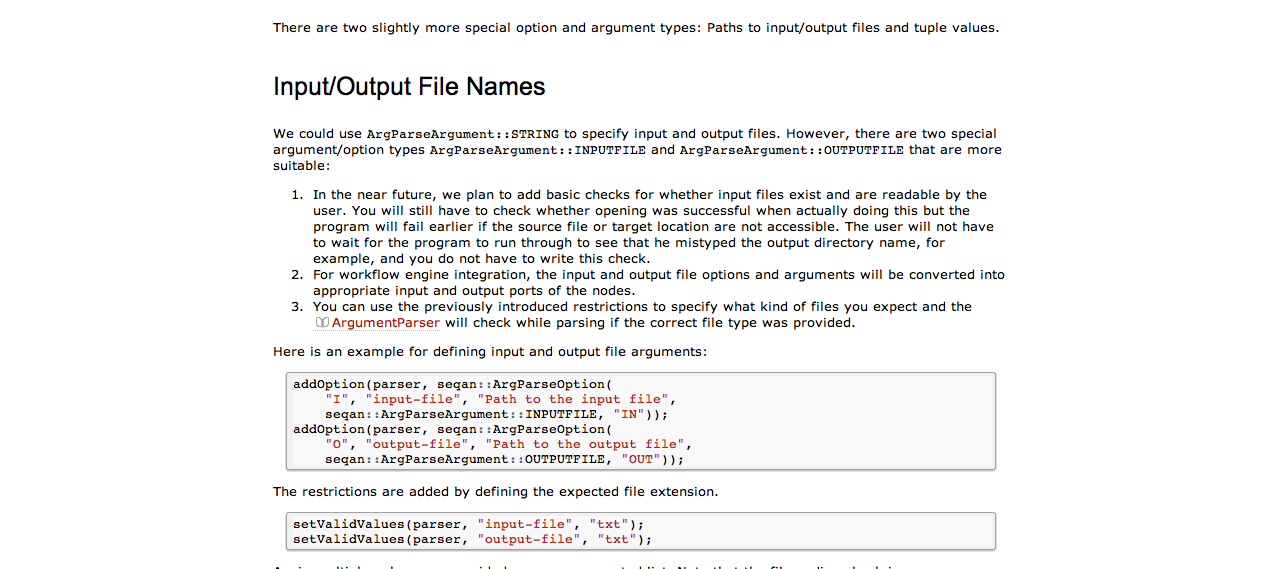 There are two slightly more special option and argument types: Paths to input/output files and tuple values.
Input/Output File Names
We could use ArgParseArgument::STRING to specify input and output files. However, there are two special
argument/option types ArgParseArgument::INPUTFILE and ArgParseArgument::OUTPUTFILE that are more
suitable:
1. In the near future, we plan to add basic checks for whether input files exist and are readable by the
user. You will still have to check whether opening was successful when actually doing this but the
program will fail earlier if the source file or target location are not accessible. The user will not have
to wait for the program to run through to see that he mistyped the output directory name, for
example, and you do not have to write this check.
2. For workflow engine integration, the input and output file options and arguments will be converted into
appropriate input and output ports of the nodes.
3. You can use the previously introduced restrictions to specify what kind of files you expect and the
ArgumentParser will check while parsing if the correct file type was provided.
Here is an example for defining input and output file arguments:
addOption(parser, seqan::ArgParseOption(
"I", "input-file", "Path to the input file",
seqan::ArgParseArgument::INPUTFILE, "IN"));
addOption(parser, seqan::ArgParseOption(
"O", "output-file", "Path to the output file",
seqan::ArgParseArgument::OUTPUTFILE, "OUT"));
The restrictions are added by defining the expected file extension.
setValidValues(parser, "input-file", "txt");
setValidValues(parser, "output-file", "txt");